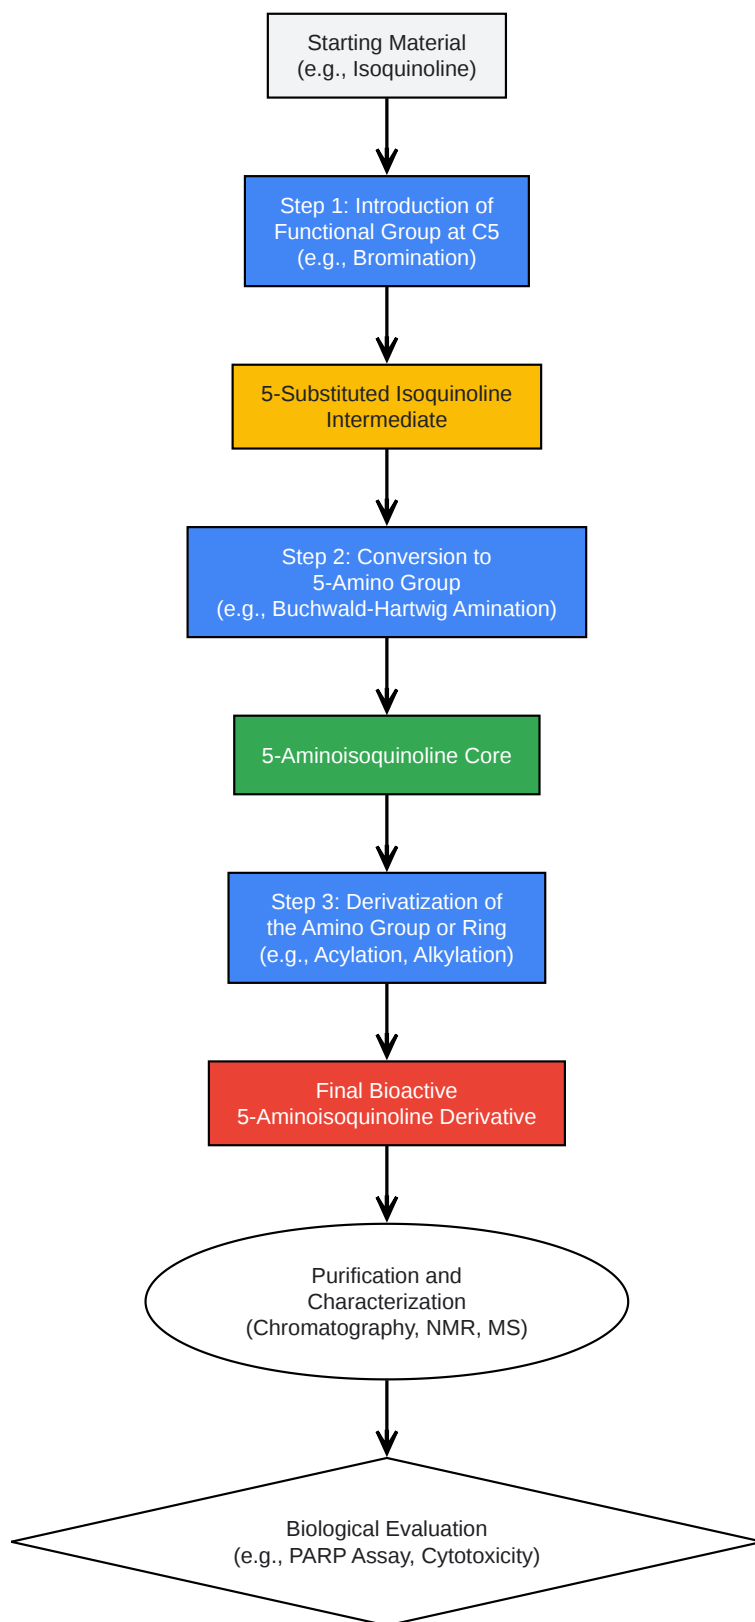 Starting Material
(e.g., Isoquinoline)
Step 1: Introduction of
Functional Group at C5
(e.g., Bromination)
5-Substituted Isoquinoline
Intermediate
Step 2: Conversion to
5-Amino Group
(e.g., Buchwald-Hartwig Amination)
5-Aminoisoquinoline Core
Step 3: Derivatization of
the Amino Group or Ring
(e.g., Acylation, Alkylation)
Final Bioactive
5-Aminoisoquinoline Derivative
Purification and
Characterization
(Chromatography, NMR, MS)
Biological Evaluation
(e.g., PARP Assay, Cytotoxicity)